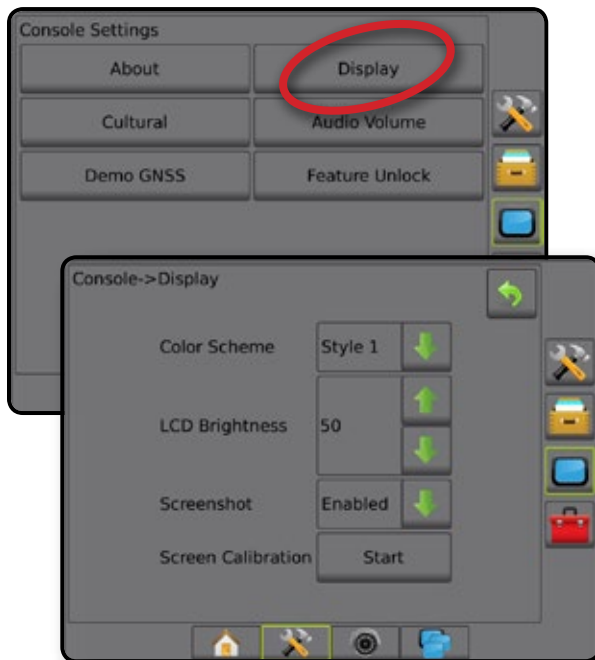 Console Settings
About Display
Cultural Audio Volume
Demo GNSS Feature Unlock
Console->Display
Color Scheme Style 1
LCD Brightness 50
Screenshot Enabled
Screen Calibration Start